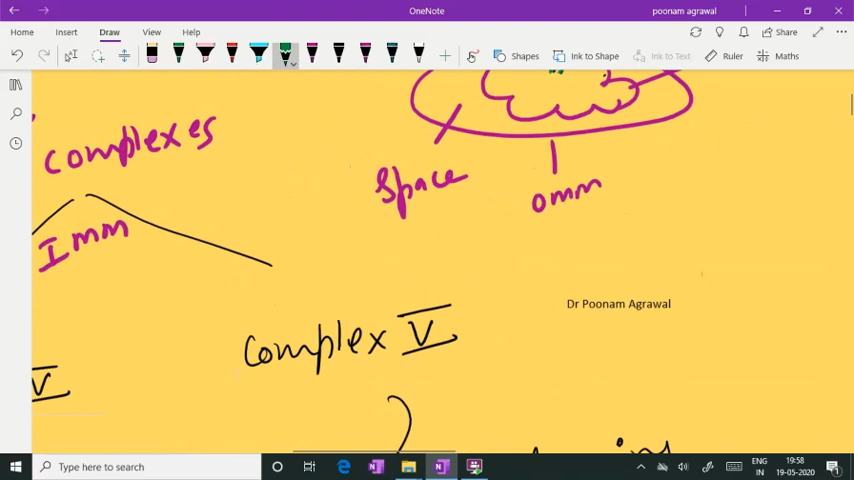 OneNote
poonam agrawal
Home Insert Draw View Help
Share
Shapes
Ink to Shape
Ink to Text
Ruler
Maths
complexes
Space
omm
Imm
Dr Poonam Agrawal
complex V
V
Type here to search
ENG
IN
19:58
19-05-2020